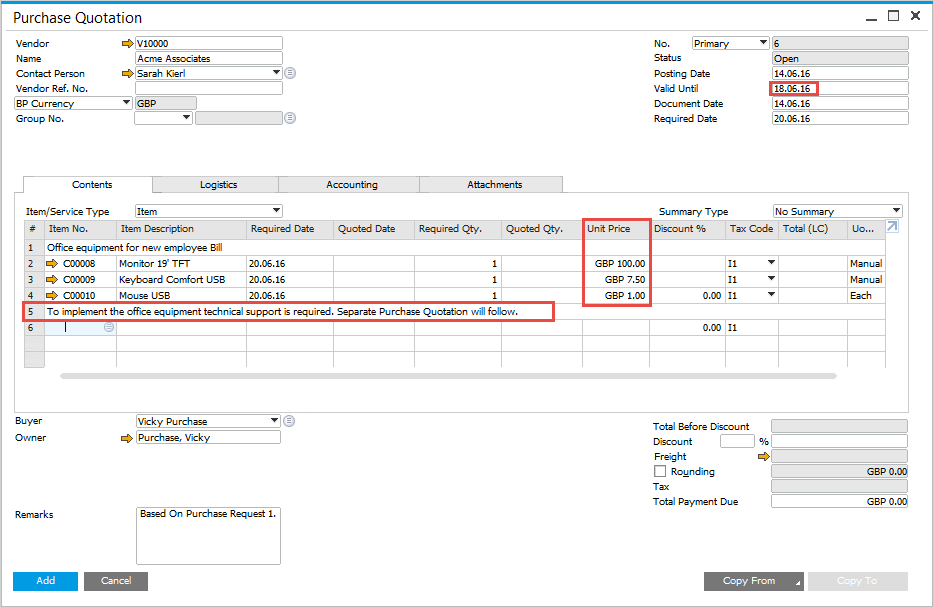 Purchase Quotation
Vendor V10000
Name Acme Associates
Contact Person Sarah Kierl
Vendor Ref. No.
BP Currency GBP
Group No.
No. Primary 6
Status Open
Posting Date 14.06.16
Valid Until 18.06.16
Document Date 14.06.16
Required Date 20.06.16
Contents Logistics Accounting Attachments
Item/Service Type Item Summary Type No Summary
# Item No. Item Description Required Date Quoted Date Required Qty. Quoted Qty. Unit Price Discount % Tax Code Total (LC) Uo...
1 Office equipment for new employee Bill
2 C00008 Monitor 19' TFT 20.06.16 1 GBP 100.00 I1 Manual
3 C00009 Keyboard Comfort USB 20.06.16 1 GBP 7.50 I1 Manual
4 C00010 Mouse USB 20.06.16 1 GBP 1.00 0.00 I1 Each
5 To implement the office equipment technical support is required. Separate Purchase Quotation will follow.
6 0.00 I1
Buyer Vicky Purchase
Owner Purchase, Vicky
Total Before Discount
Discount %
Freight
Rounding GBP 0.00
Tax
Total Payment Due GBP 0.00
Remarks Based On Purchase Request 1.
Add Cancel Copy From Copy To